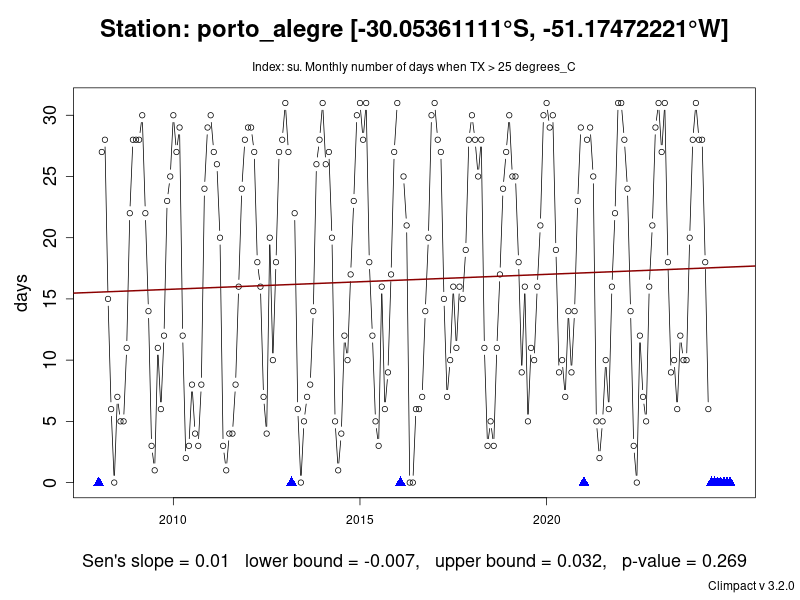 Station: porto_alegre [-30.05361111°S, -51.17472221°W]
Index: su. Monthly number of days when TX > 25 degrees_C
days
30
25
20
15
10
5
0
2010 2015 2020
Sen's slope = 0.01 lower bound = -0.007, upper bound = 0.032, p-value = 0.269
Climpact v 3.2.0